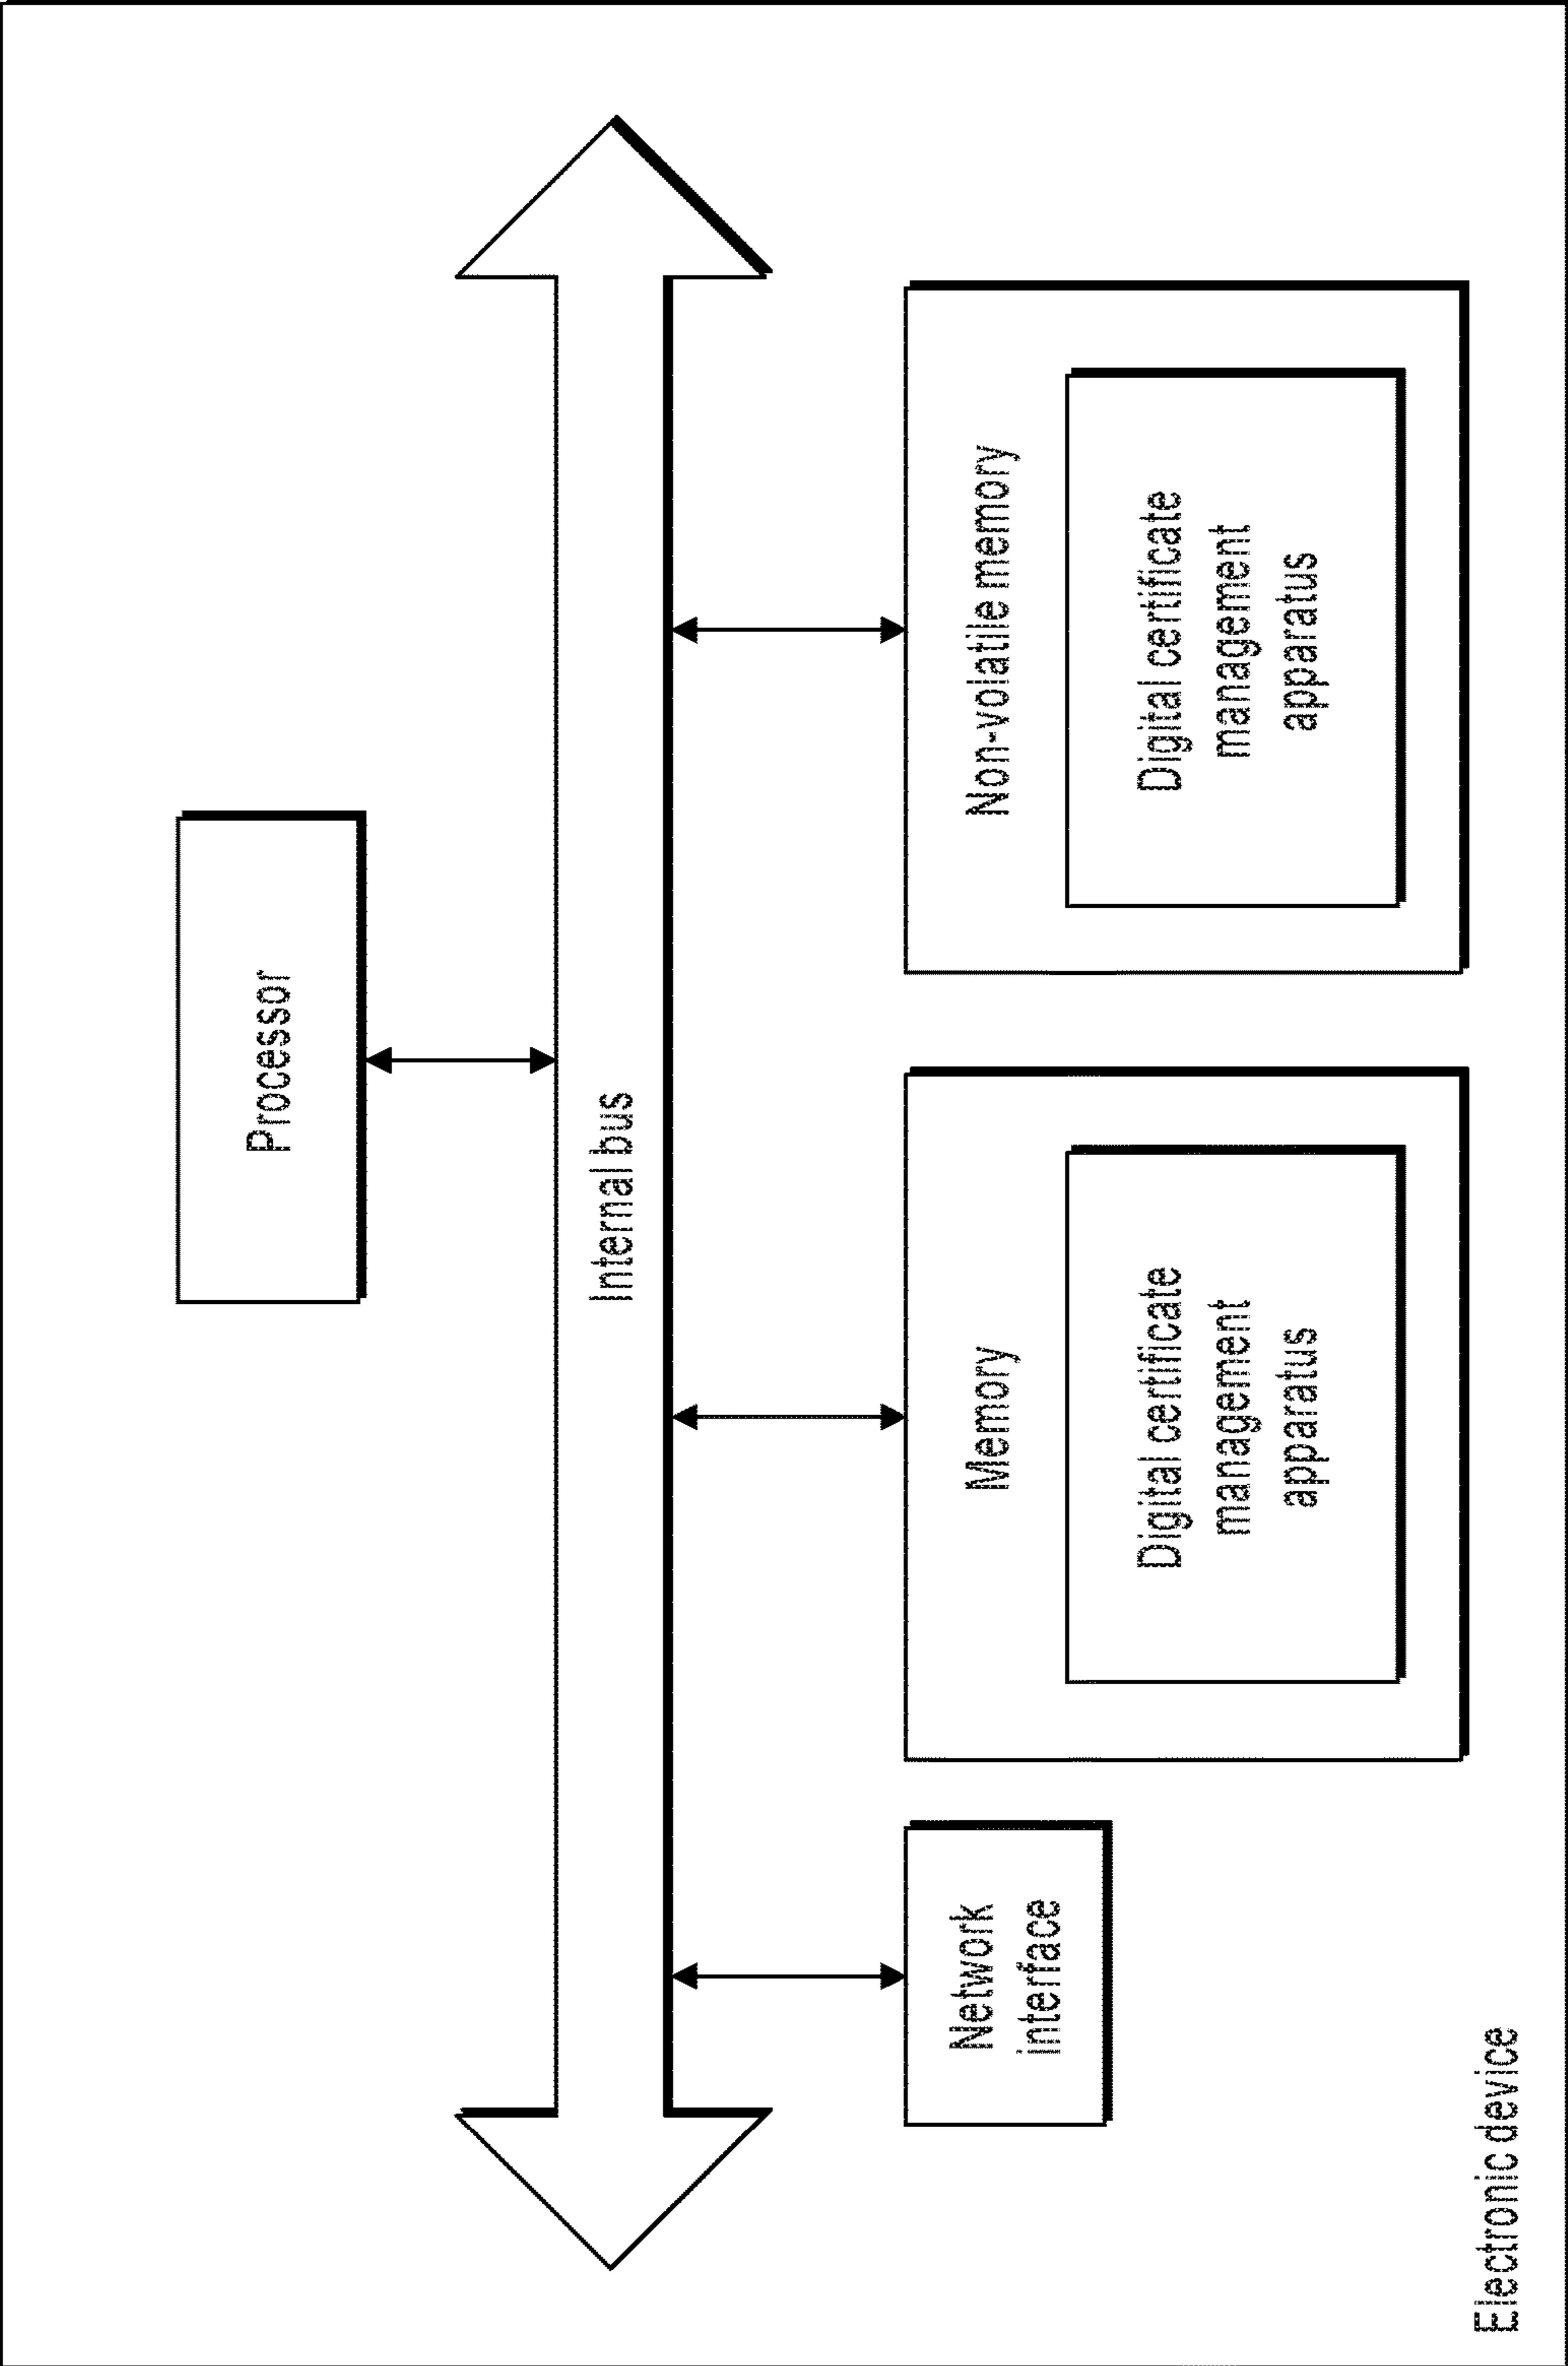 Processor
Internal bus
Network
interface
Memory
Digital certificate
management
apparatus
Non-volatile memory
Digital certificate
management
apparatus
Electronic device